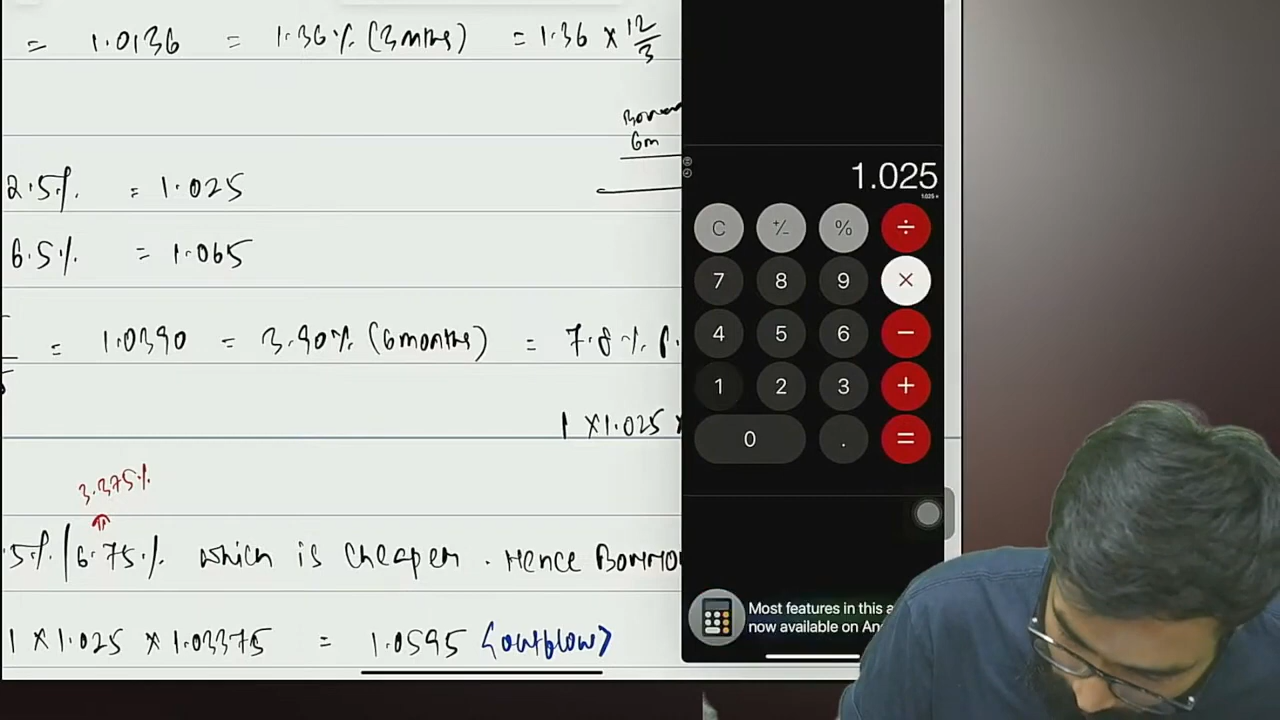 = 1.0136 = 1.36% (3mths) = 1.36 × 12/3
6m
2.5% = 1.025
6.5% = 1.065
= 1.0390 = 3.90% (6months) = 7.8%
1 × 1.025 ×
3.375%
.5% | 6.75% which is cheaper. Hence
1 × 1.025 × 1.03375 = 1.0595 (outflow)
1.025
C +/- % ÷
7 8 9 ×
4 5 6 −
1 2 3 +
0 . =
Most features in this a
now available on An